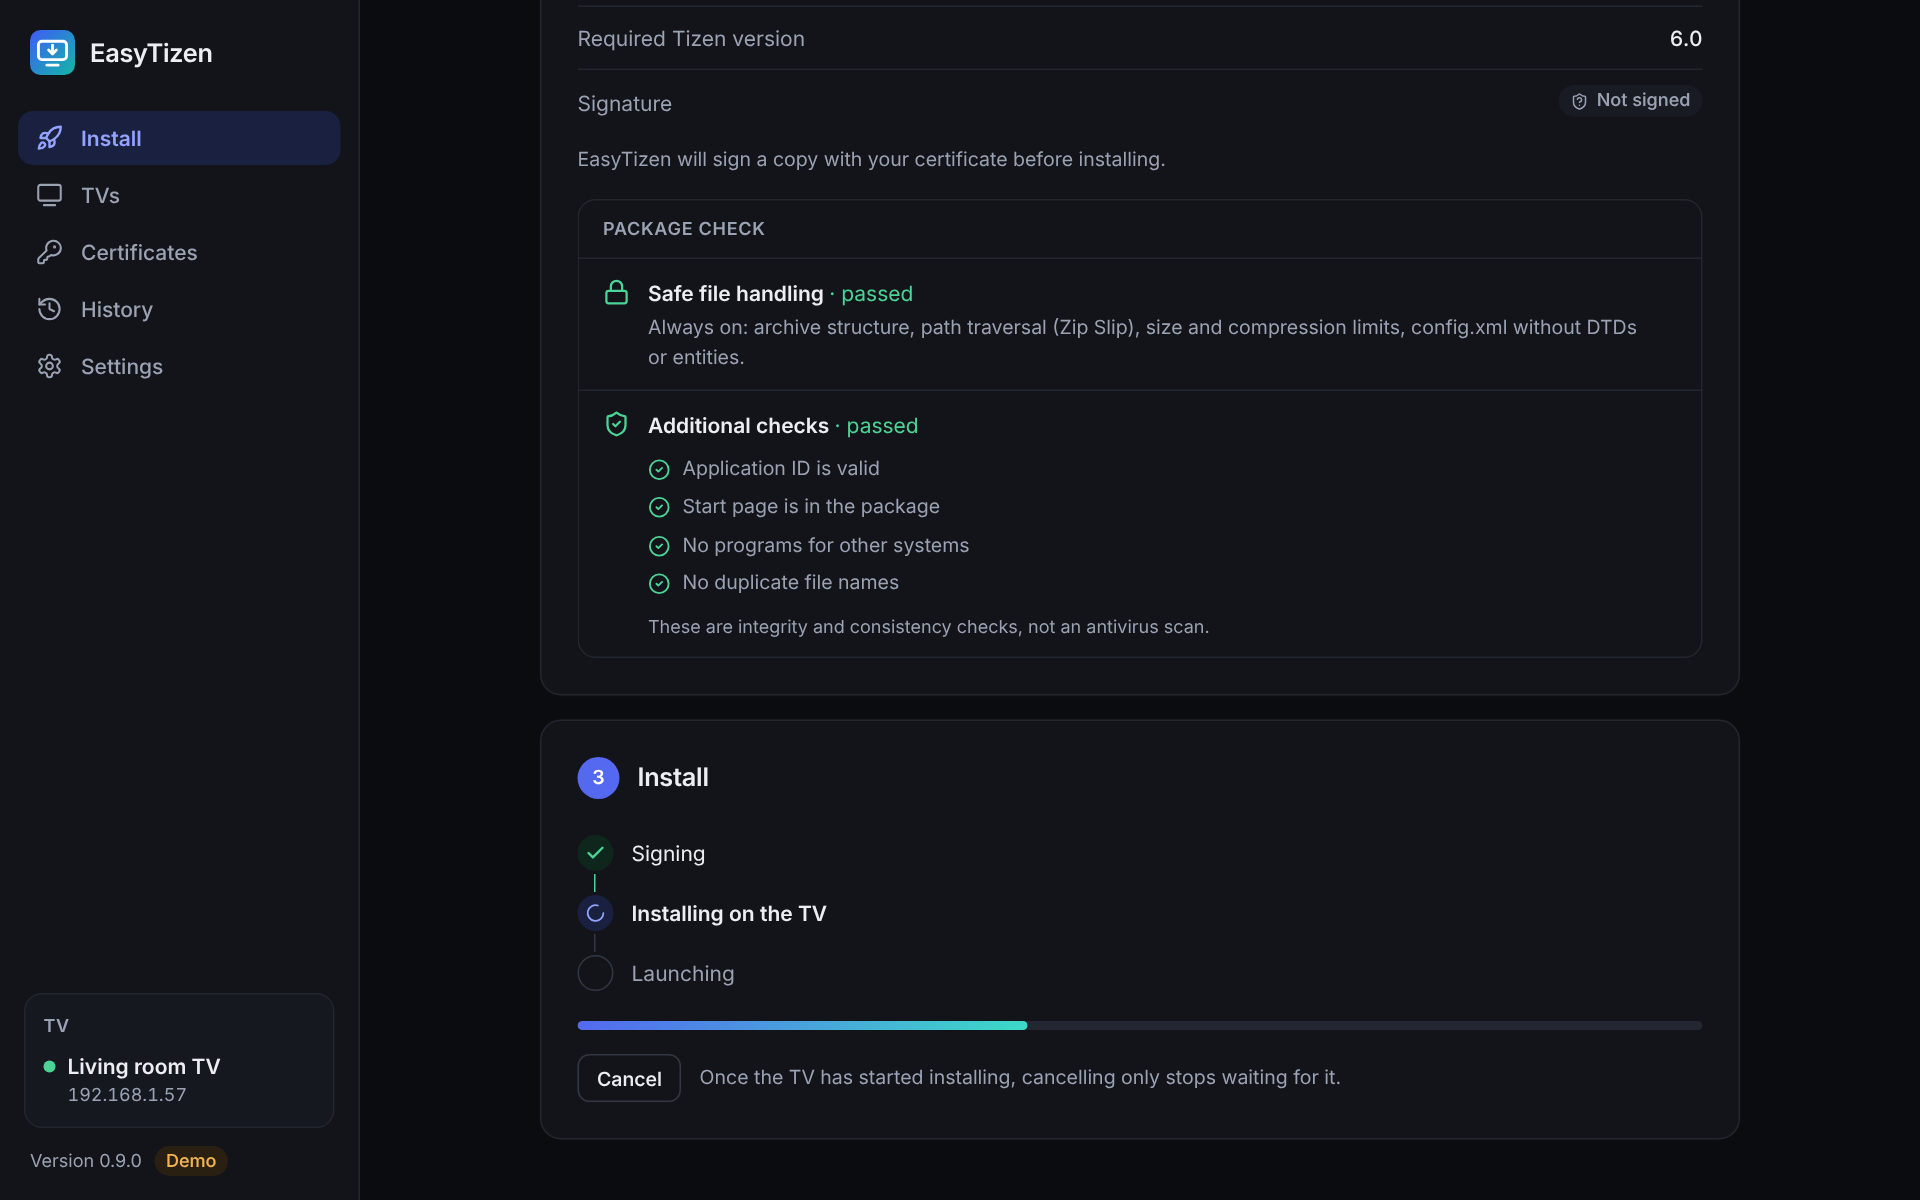 EasyTizen
Install
TVs
Certificates
History
Settings
TV
Living room TV
192.168.1.57
Version 0.9.0
Demo
Required Tizen version
6.0
Signature
Not signed
EasyTizen will sign a copy with your certificate before installing.
PACKAGE CHECK
Safe file handling · passed
Always on: archive structure, path traversal (Zip Slip), size and compression limits, config.xml without DTDs
or entities.
Additional checks · passed
Application ID is valid
Start page is in the package
No programs for other systems
No duplicate file names
These are integrity and consistency checks, not an antivirus scan.
3
Install
Signing
Installing on the TV
Launching
Cancel
Once the TV has started installing, cancelling only stops waiting for it.